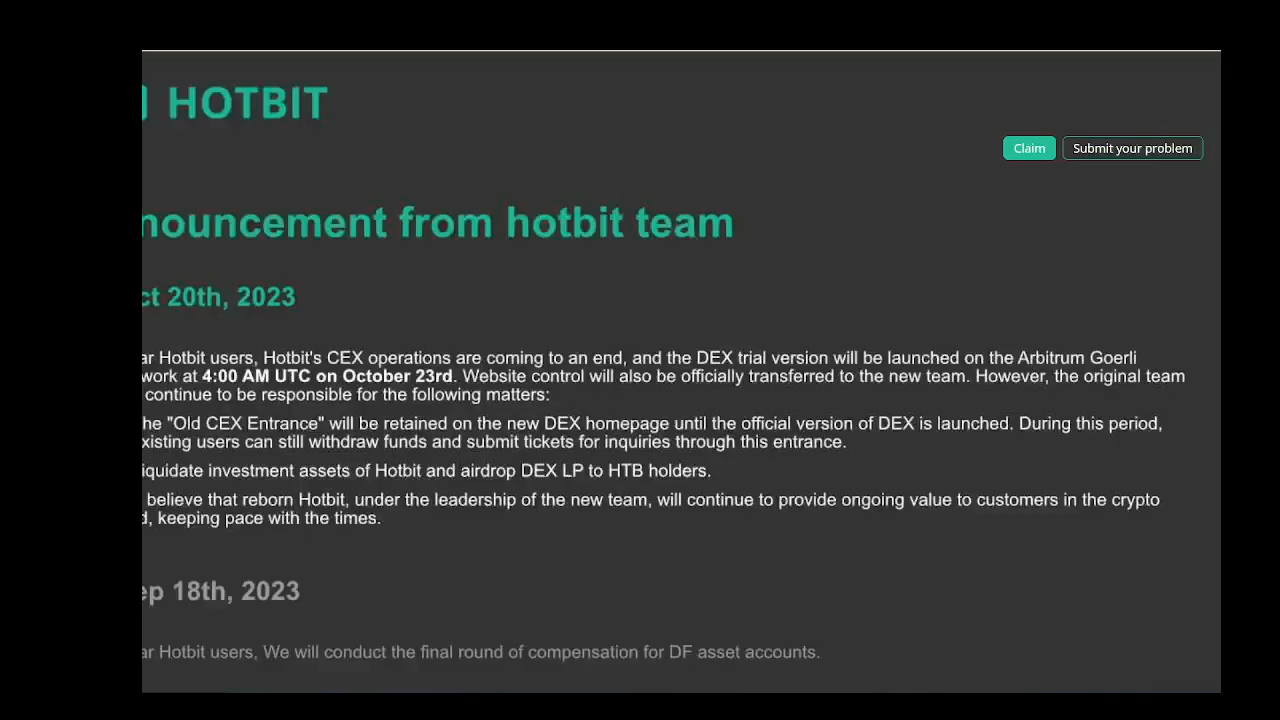 HOTBIT
Claim
Submit your problem
nouncement from hotbit team
ct 20th, 2023
ar Hotbit users, Hotbit's CEX operations are coming to an end, and the DEX trial version will be launched on the Arbitrum Goerli
work at 4:00 AM UTC on October 23rd. Website control will also be officially transferred to the new team. However, the original team
continue to be responsible for the following matters:
he "Old CEX Entrance" will be retained on the new DEX homepage until the official version of DEX is launched. During this period,
xisting users can still withdraw funds and submit tickets for inquiries through this entrance.
iquidate investment assets of Hotbit and airdrop DEX LP to HTB holders.
believe that reborn Hotbit, under the leadership of the new team, will continue to provide ongoing value to customers in the crypto
d, keeping pace with the times.
ep 18th, 2023
ar Hotbit users, We will conduct the final round of compensation for DF asset accounts.